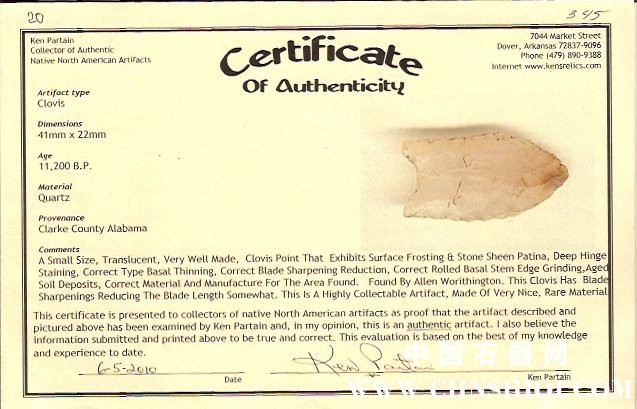 20
345
Ken Partain
Collector of Authentic
Native North American Artifacts
Certificate
Of Authenticity
7044 Market Street
Dover, Arkansas 72837-9096
Phone (479) 890-9388
Internet www.kensrelics.com
Artifact type
Clovis
Dimensions
41mm x 22mm
Age
11,200 B.P.
Material
Quartz
Provenance
Clarke County Alabama
Comments
A Small Size, Translucent, Very Well Made, Clovis Point That Exhibits Surface Frosting & Stone Sheen Patina, Deep Hinge
Staining, Correct Type Basal Thinning, Correct Blade Sharpening Reduction, Correct Rolled Basal Stem Edge Grinding,Aged
Soil Deposits, Correct Material And Manufacture For The Area Found. Found By Allen Worthington. This Clovis Has Blade
Sharpenings Reducing The Blade Length Somewhat. This Is A Highly Collectable Artifact, Made Of Very Nice, Rare Material
This certificate is presented to collectors of native North American artifacts as proof that the artifact described and
pictured above has been examined by Ken Partain and, in my opinion, this is an authentic artifact. I also believe the
information submitted and printed above to be true and correct. This evaluation is based on the best of my knowledge
and experience to date.
6-5-2010
Ken Partain
Date
Ken Partain
中国石器网
WWW.CHNSHQI.COM